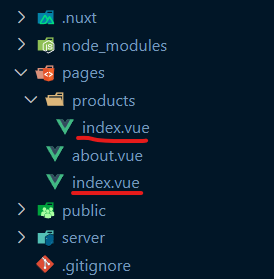 .nuxt
node_modules
pages
products
index.vue
about.vue
index.vue
public
server
.gitignore